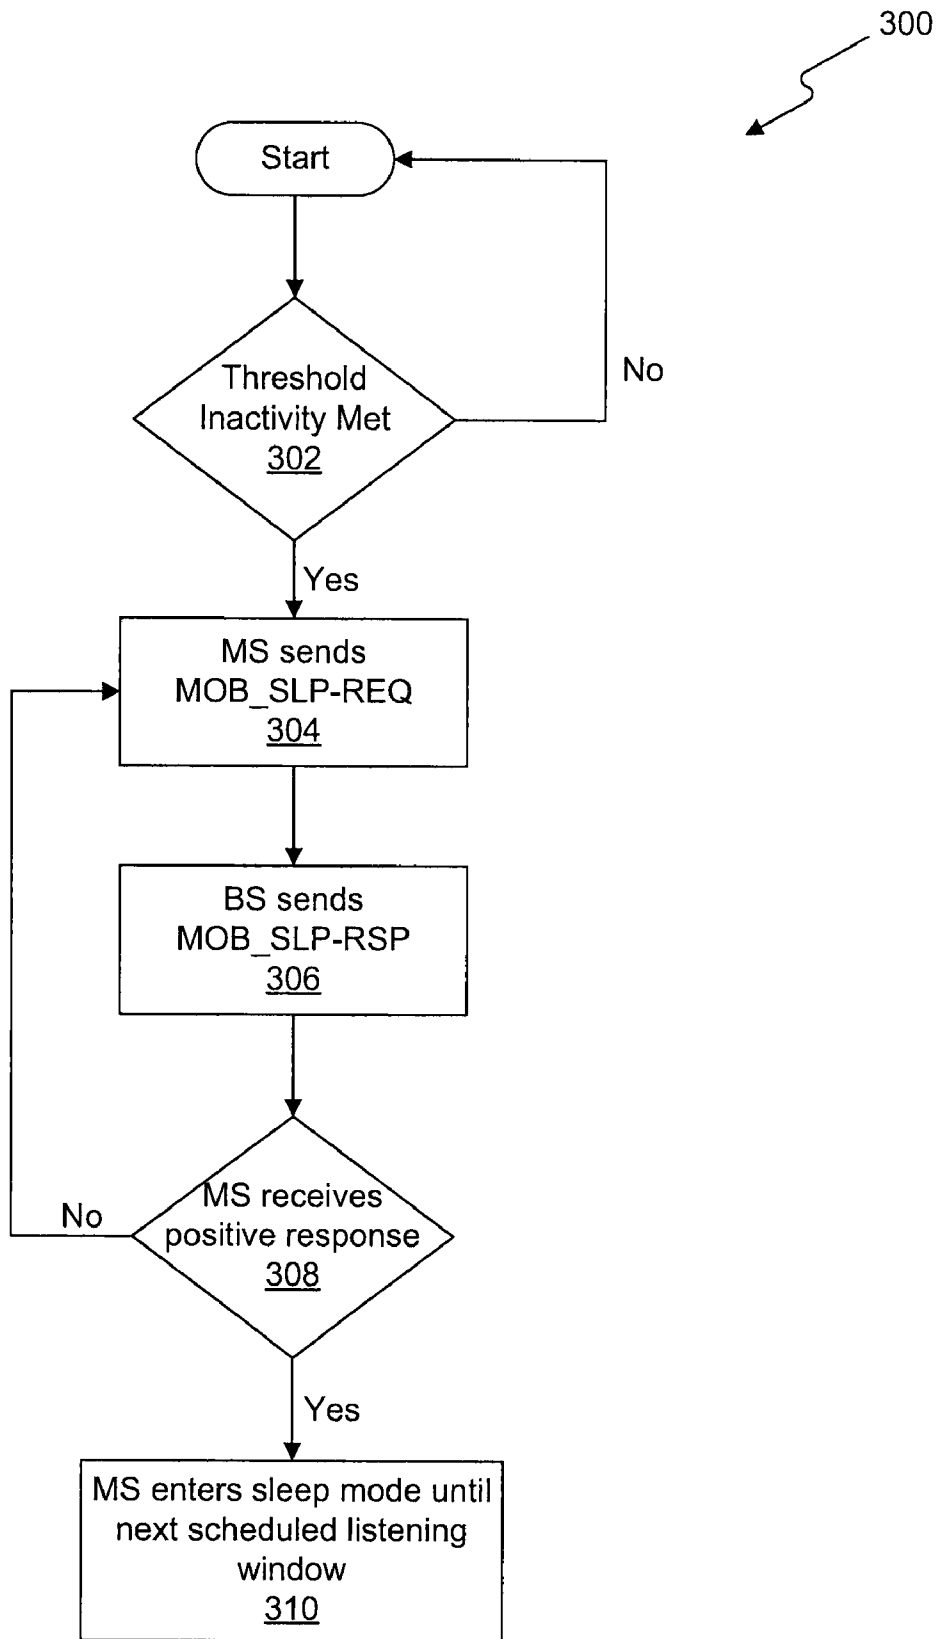 300
Start
Threshold
Inactivity Met
302
No
Yes
MS sends
MOB_SLP-REQ
304
BS sends
MOB_SLP-RSP
306
MS receives
positive response
308
No
Yes
MS enters sleep mode until
next scheduled listening
window
310